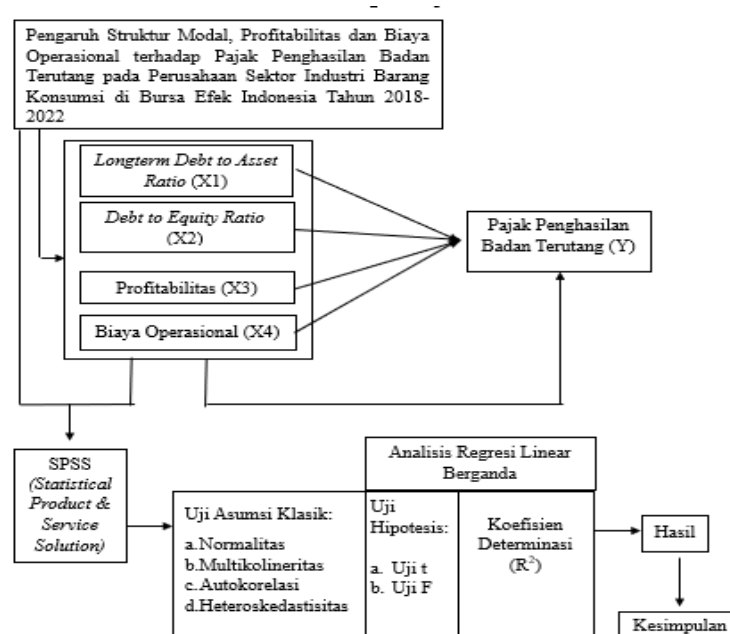 Pengaruh Struktur Modal, Profitabilitas dan Biaya
Operasional terhadap Pajak Penghasilan Badan
Terutang pada Perusahaan Sektor Industri Barang
Konsumsi di Bursa Efek Indonesia Tahun 2018-
2022
Longterm Debt to Asset
Ratio (X1)
Debt to Equity Ratio
(X2)
Profitabilitas (X3)
Biaya Operasional (X4)
Pajak Penghasilan
Badan Terutang (Y)
SPSS
(Statistical
Product &
Service
Solution)
Uji Asumsi Klasik:
a.Normalitas
b.Multikolineritas
c.Autokorelasi
d.Heteroskedastisitas
Analisis Regresi Linear
Berganda
Uji
Hipotesis:
a. Uji t
b. Uji F
Koefisien
Determinasi
(R²)
Hasil
Kesimpulan